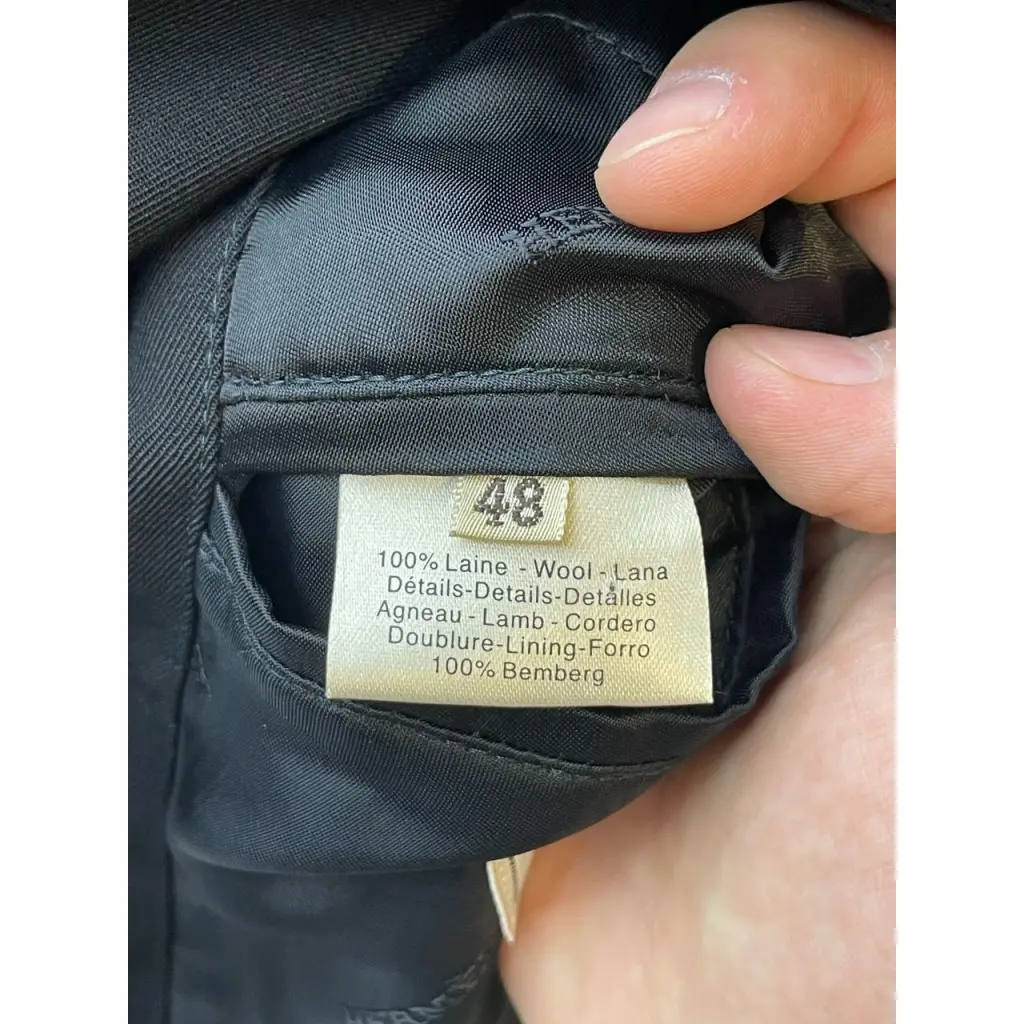 48
100% Laine - Wool - Lana
Détails-Details-Detalles
Agneau - Lamb - Cordero
Doublure-Lining-Forro
100% Bemberg